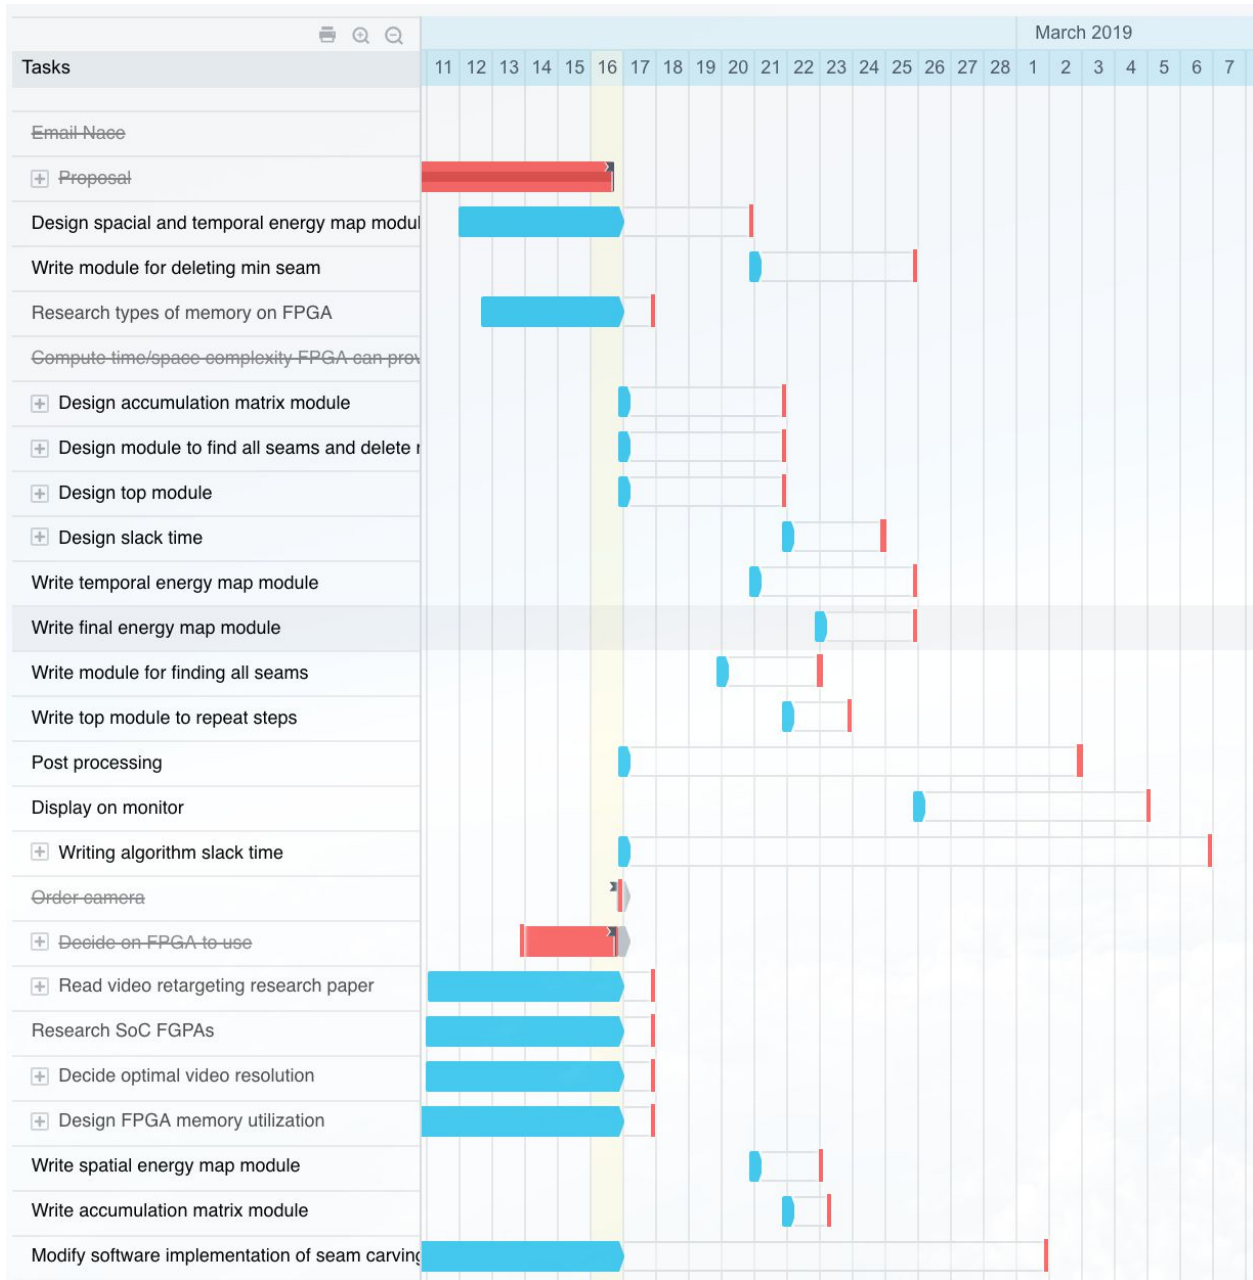 March 2019
Tasks
11 12 13 14 15 16 17 18 19 20 21 22 23 24 25 26 27 28 1 2 3 4 5 6 7
Email Nace
Proposal
Design spacial and temporal energy map modul
Write module for deleting min seam
Research types of memory on FPGA
Compute time/space complexity FPGA can prov
Design accumulation matrix module
Design module to find all seams and delete
Design top module
Design slack time
Write temporal energy map module
Write final energy map module
Write module for finding all seams
Write top module to repeat steps
Post processing
Display on monitor
Writing algorithm slack time
Order camera
Decide on FPGA to use
Read video retargeting research paper
Research SoC FGPAs
Decide optimal video resolution
Design FPGA memory utilization
Write spatial energy map module
Write accumulation matrix module
Modify software implementation of seam carving